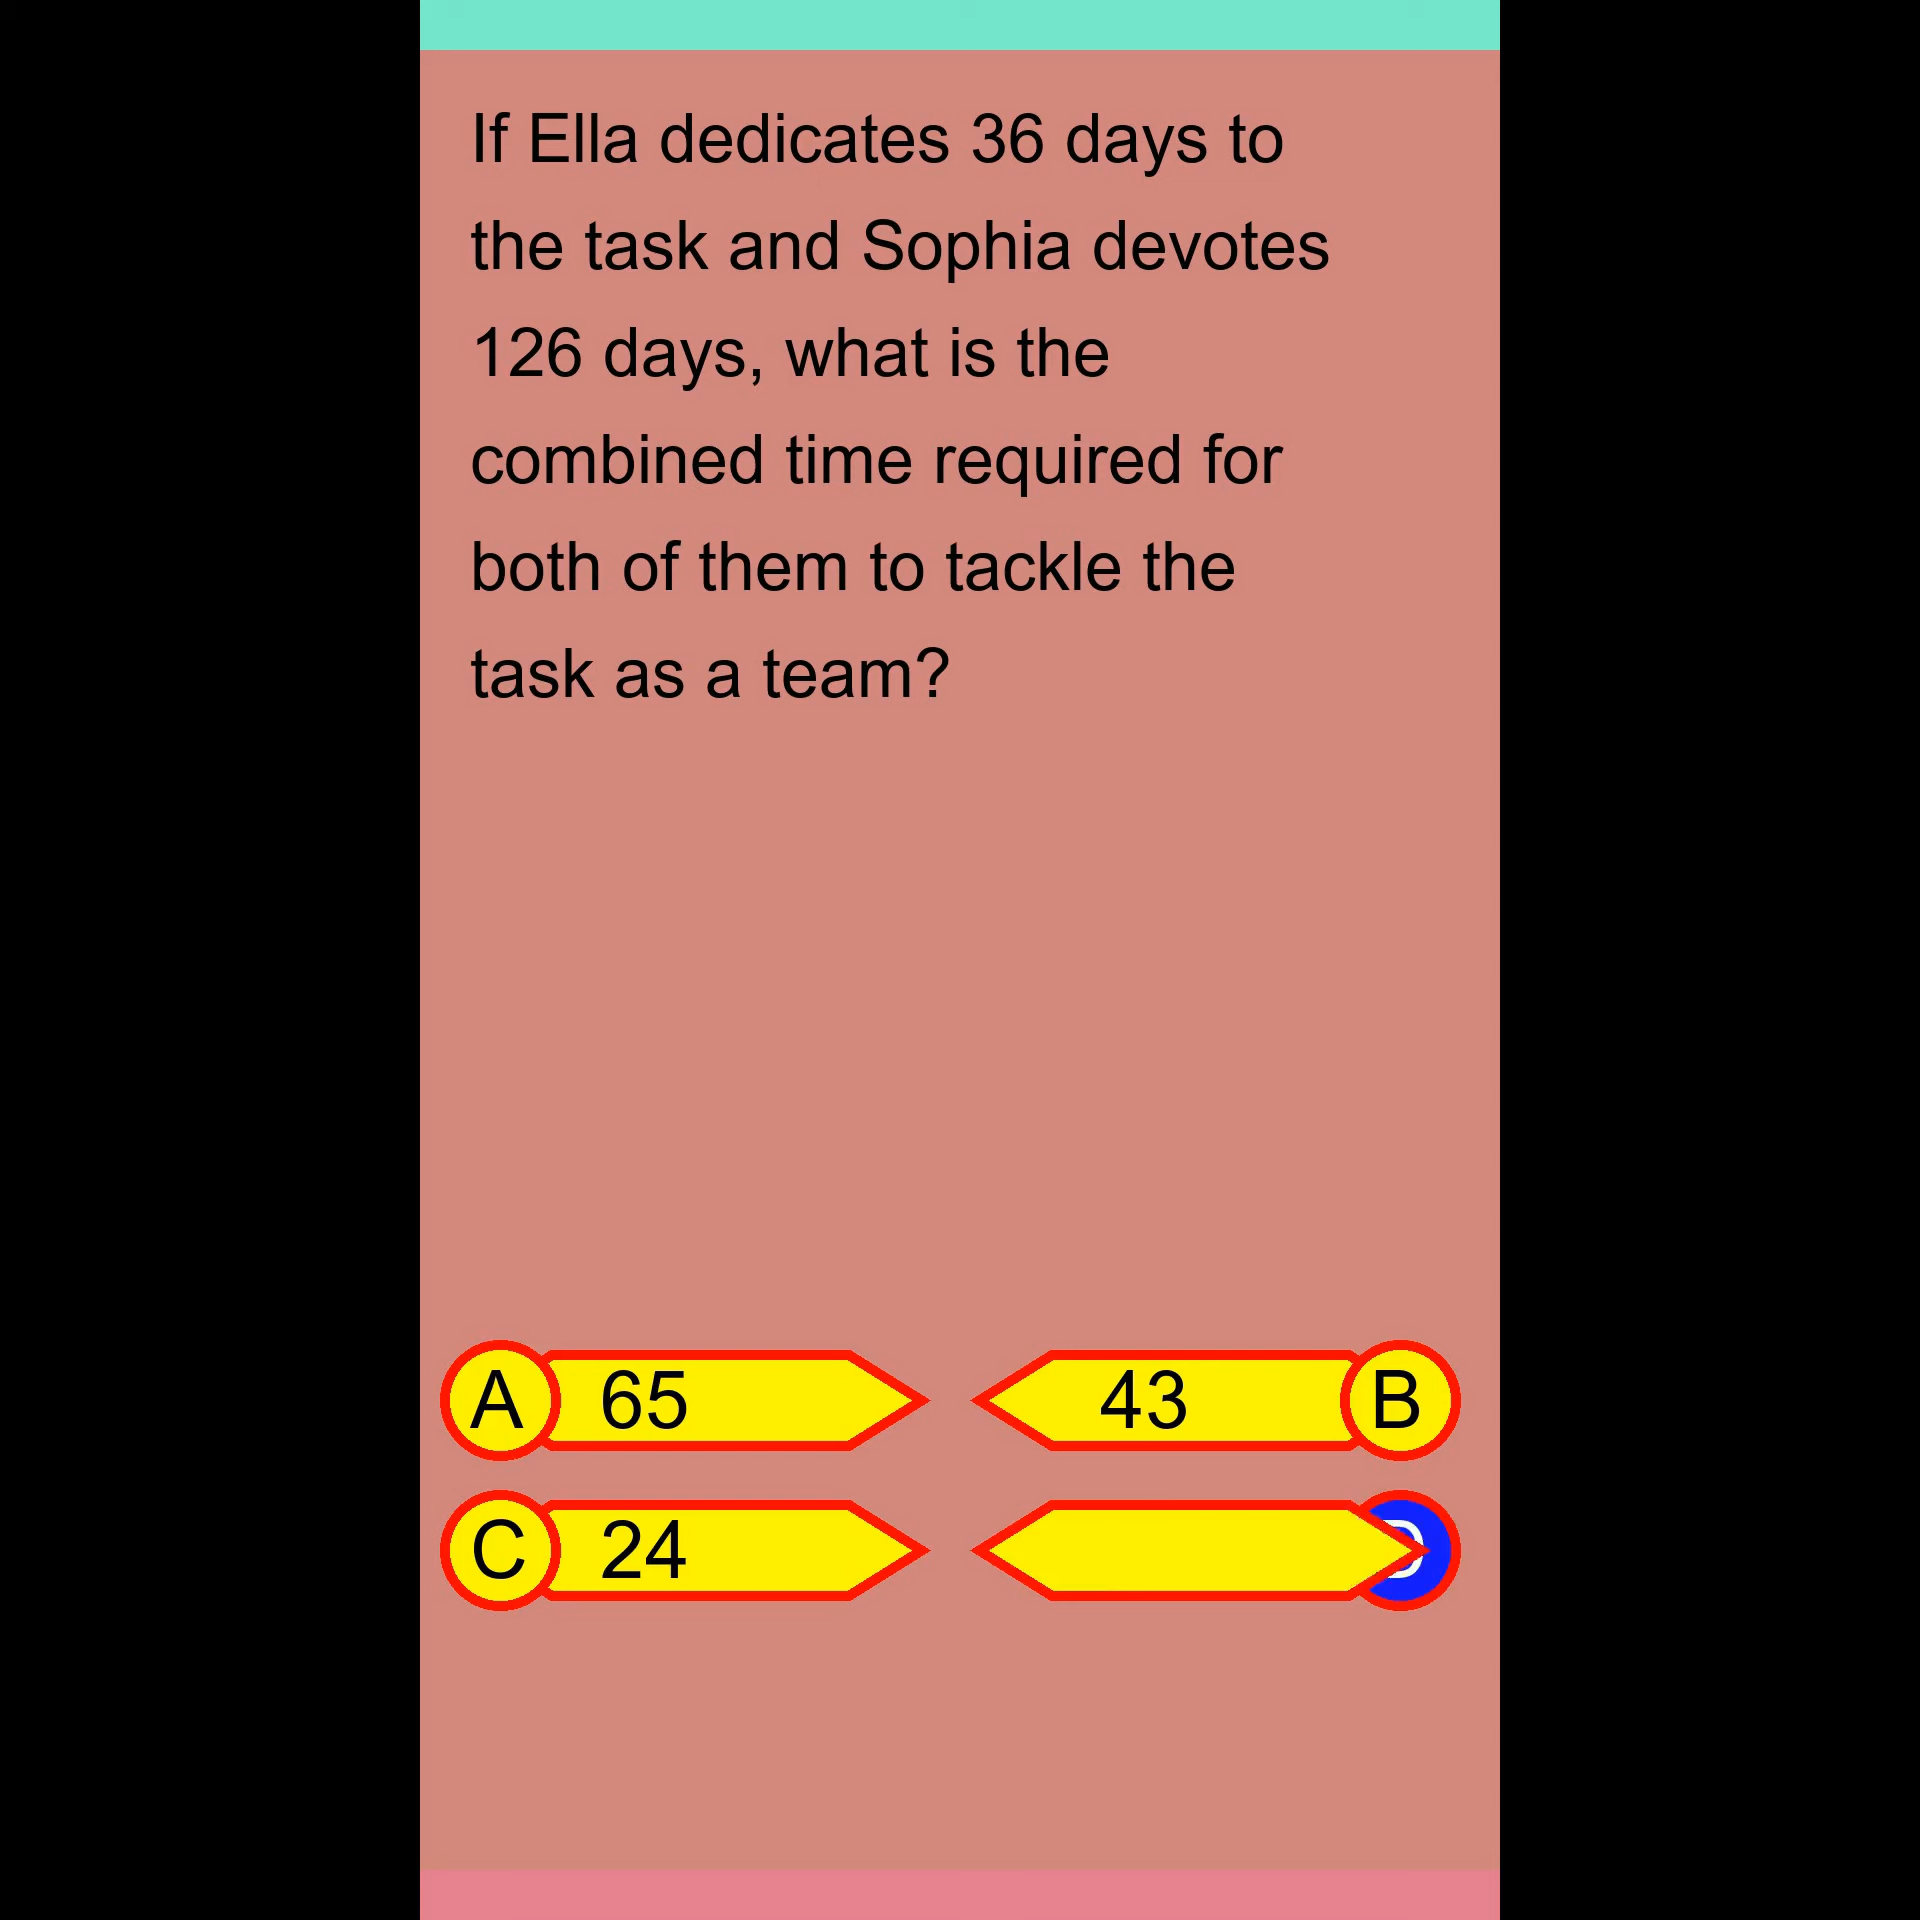 If Ella dedicates 36 days to
the task and Sophia devotes
126 days, what is the
combined time required for
both of them to tackle the
task as a team?
A 65
43 B
C 24